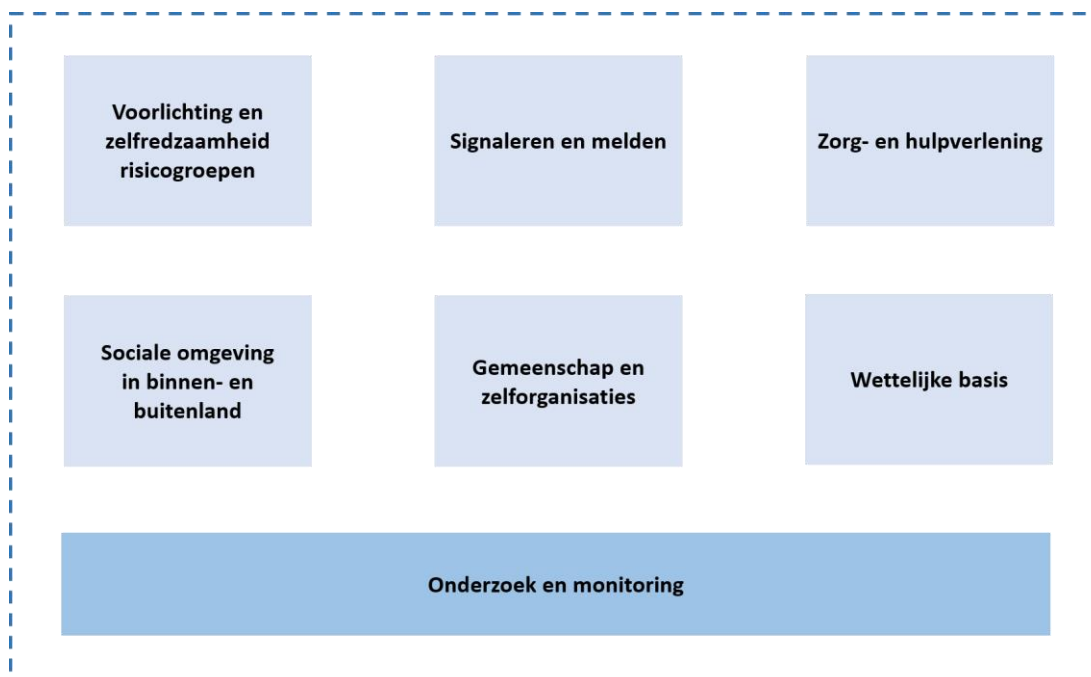 Voorlichting en
zelfredzaamheid
risicogroepen
Signaleren en melden
Zorg- en hulpverlening
Sociale omgeving
in binnen- en
buitenland
Gemeenschap en
zelforganisaties
Wettelijke basis
Onderzoek en monitoring